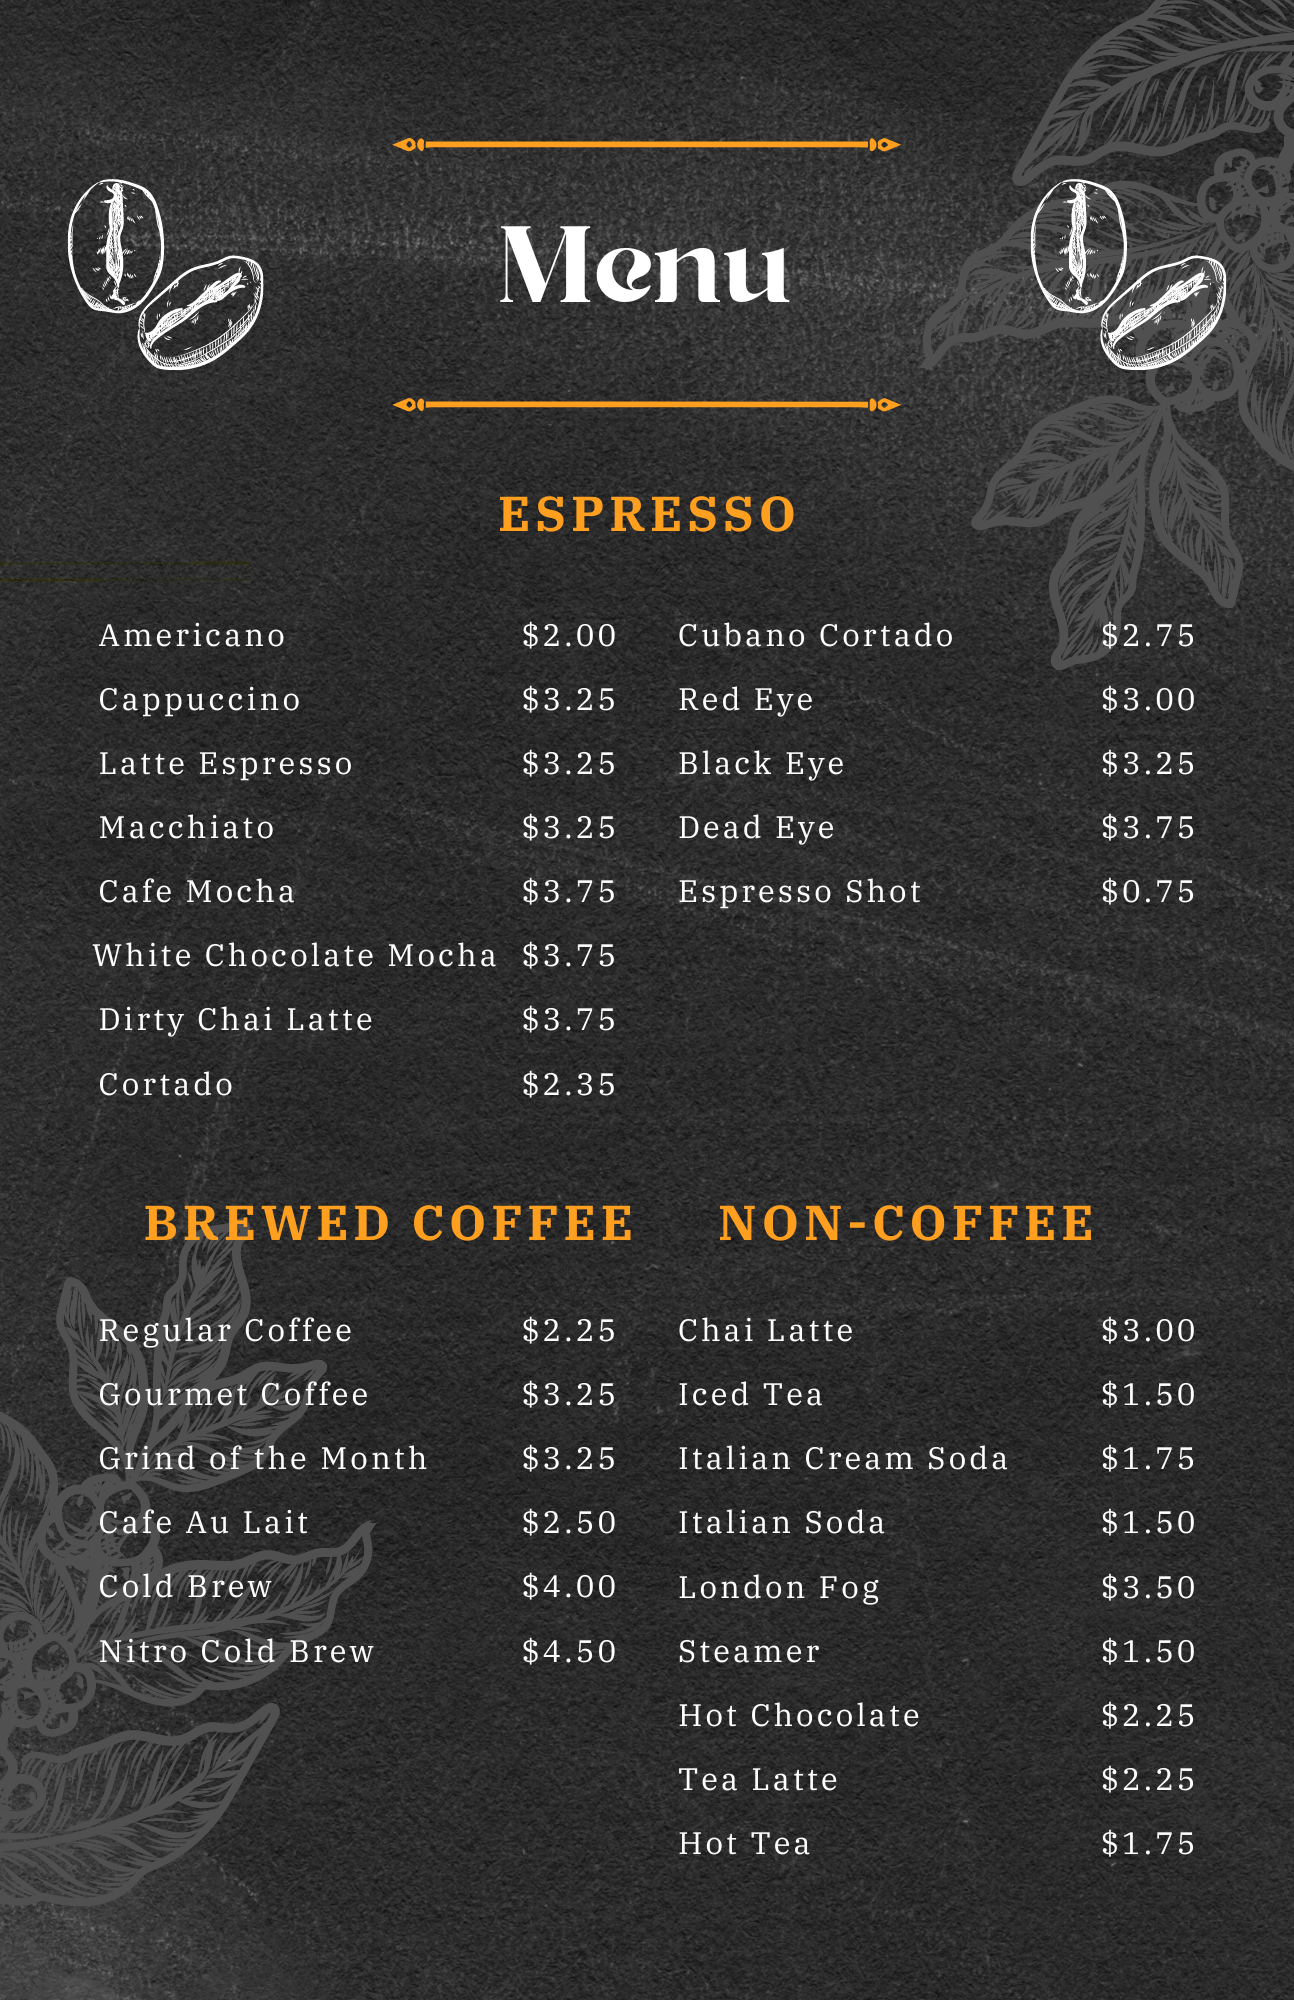 Menu
ESPRESSO
Americano $2.00
Cappuccino $3.25
Latte Espresso $3.25
Macchiato $3.25
Cafe Mocha $3.75
White Chocolate Mocha $3.75
Dirty Chai Latte $3.75
Cortado $2.35
Cubano Cortado $2.75
Red Eye $3.00
Black Eye $3.25
Dead Eye $3.75
Espresso Shot $0.75
BREWED COFFEE
Regular Coffee $2.25
Gourmet Coffee $3.25
Grind of the Month $3.25
Cafe Au Lait $2.50
Cold Brew $4.00
Nitro Cold Brew $4.50
NON-COFFEE
Chai Latte $3.00
Iced Tea $1.50
Italian Cream Soda $1.75
Italian Soda $1.50
London Fog $3.50
Steamer $1.50
Hot Chocolate $2.25
Tea Latte $2.25
Hot Tea $1.75